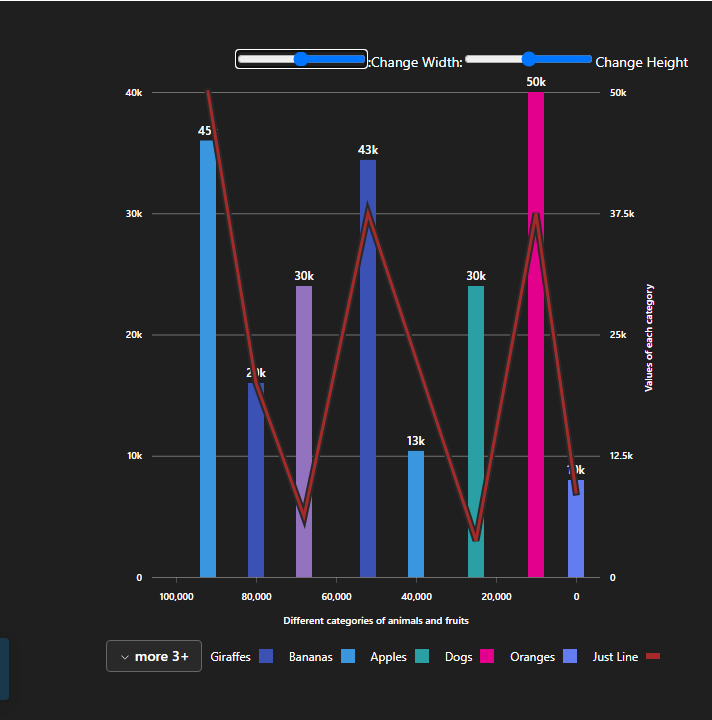 :Change Width: Change Height
50k
40k 50k
45
43k
30k 37.5k
30k 30k
Values of each category
20k 25k
13k
10k 12.5k
0 0
100,000 80,000 60,000 40,000 20,000 0
Different categories of animals and fruits
more 3+ Giraffes Bananas Apples Dogs Oranges Just Line